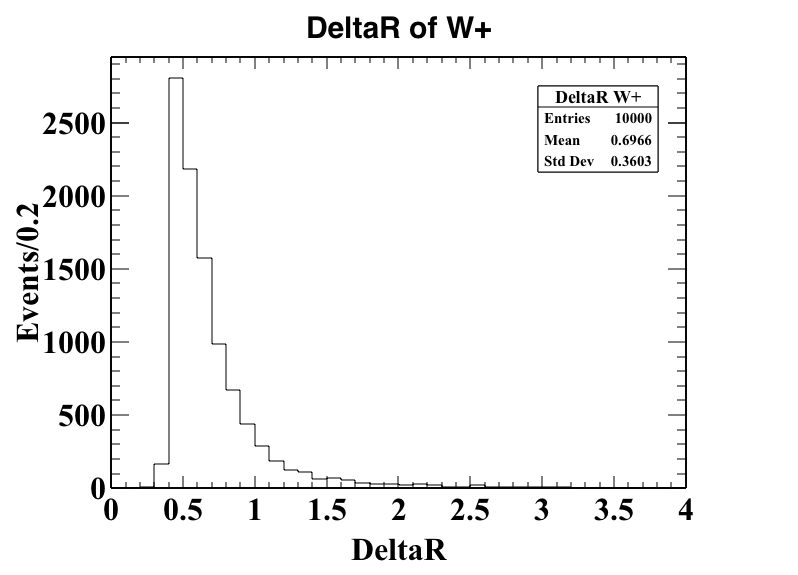 DeltaR of W+
DeltaR W+
Entries 10000
Mean 0.6966
Std Dev 0.3603
Events/0.2
2500
2000
1500
1000
500
0
0 0.5 1 1.5 2 2.5 3 3.5 4
DeltaR